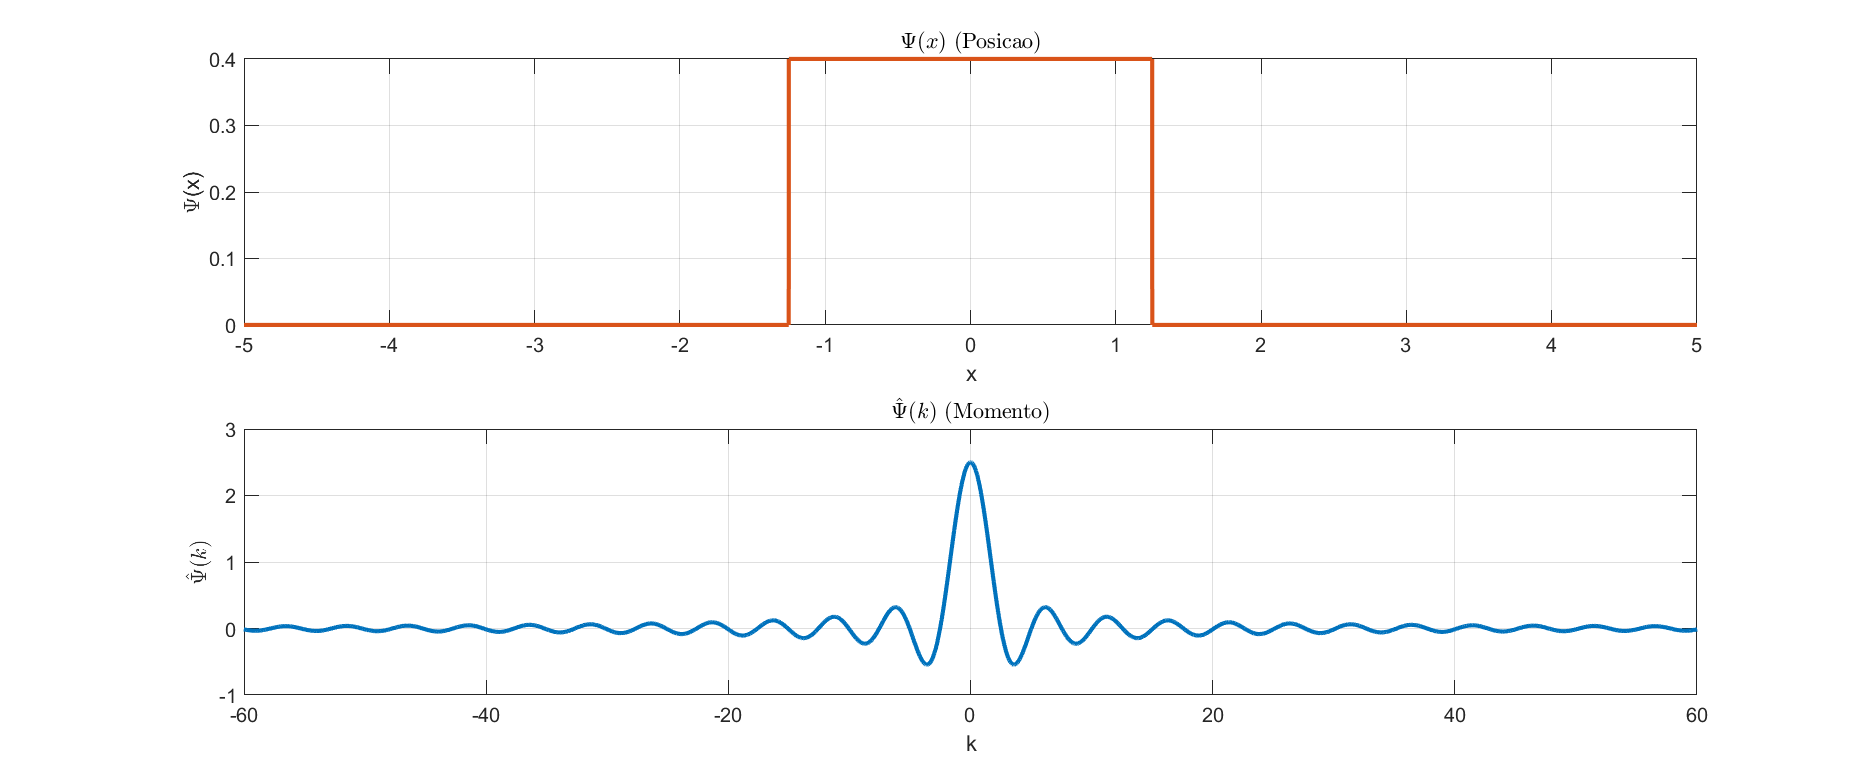 Ψ(x) (Posicao)
0.4
0.3
0.2
0.1
0
Ψ(x)
-5 -4 -3 -2 -1 0 1 2 3 4 5
x
Ψ̂(k) (Momento)
3
2
1
0
-1
Ψ̂(k)
-60 -40 -20 0 20 40 60
k